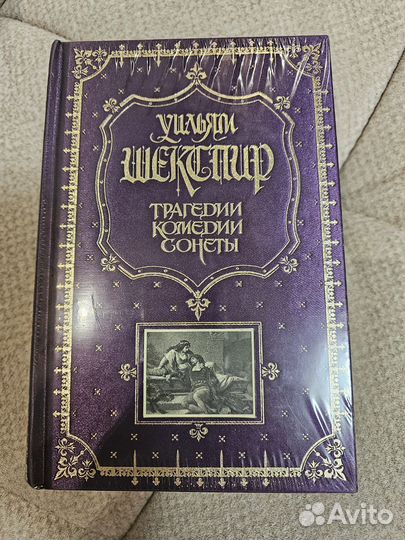 Уильям
ШЕКСПИР
ТРАГЕДИИ
КОМЕДИИ
СОНЕТЫ
Avito